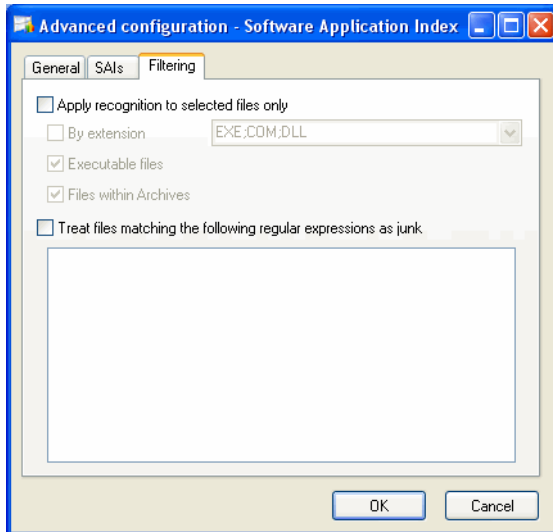 Advanced configuration - Software Application Index
General SAIs Filtering
Apply recognition to selected files only
By extension EXE;COM;DLL
Executable files
Files within Archives
Treat files matching the following regular expressions as junk
OK Cancel